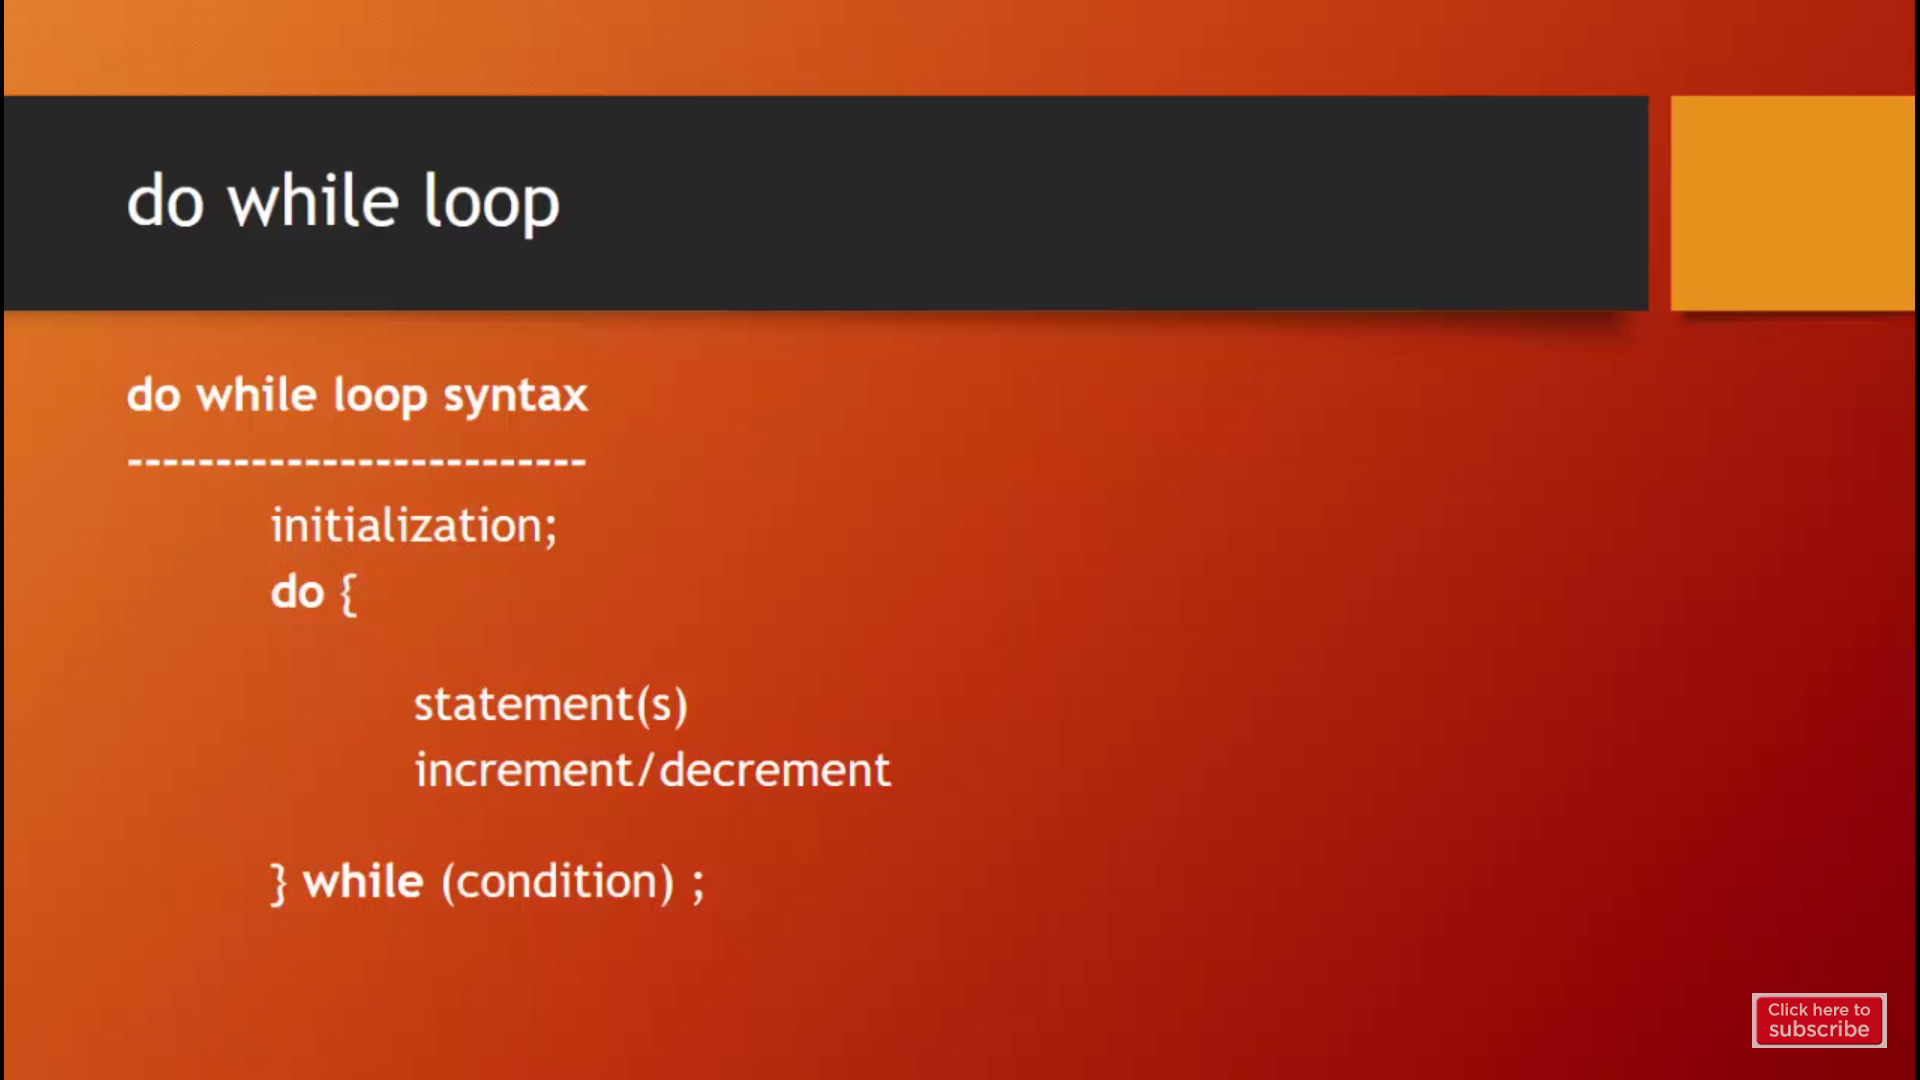 do while loop
do while loop syntax
--------------------------
initialization;
do {
statement(s)
increment/decrement
} while (condition) ;
Click here to
subscribe